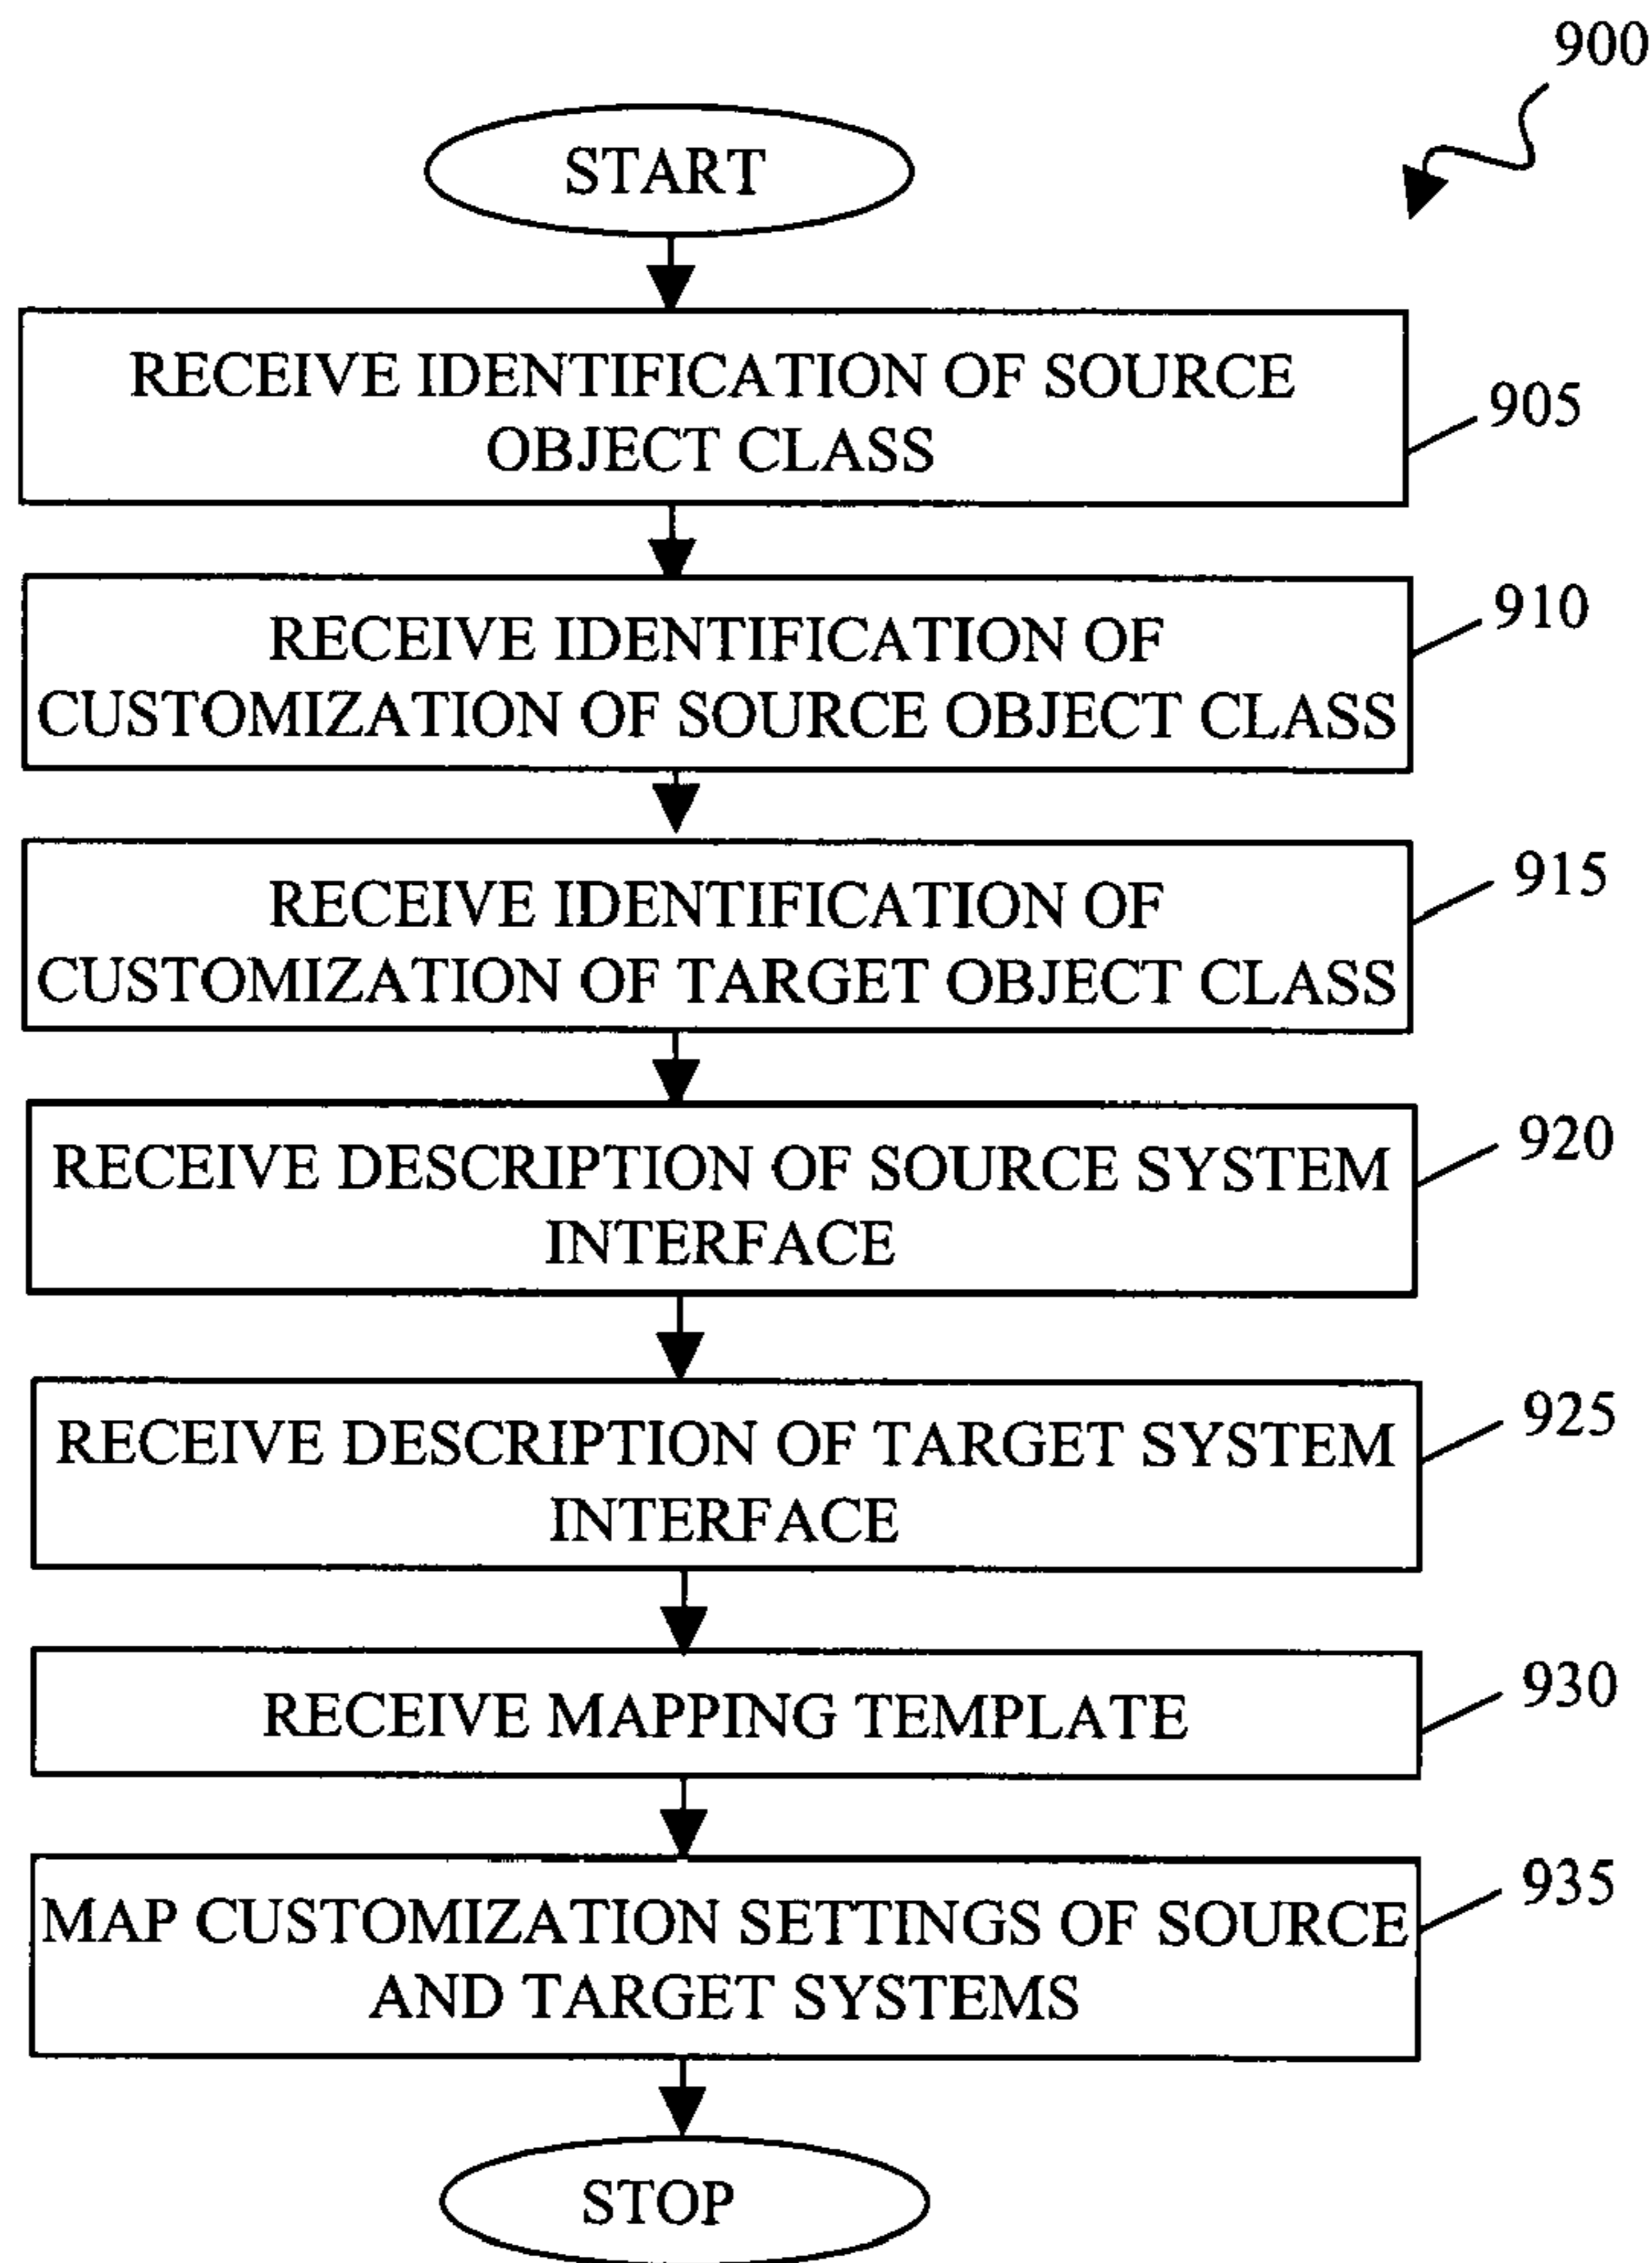 900
START
RECEIVE IDENTIFICATION OF SOURCE
OBJECT CLASS
905
RECEIVE IDENTIFICATION OF
CUSTOMIZATION OF SOURCE OBJECT CLASS
910
RECEIVE IDENTIFICATION OF
CUSTOMIZATION OF TARGET OBJECT CLASS
915
RECEIVE DESCRIPTION OF SOURCE SYSTEM
INTERFACE
920
RECEIVE DESCRIPTION OF TARGET SYSTEM
INTERFACE
925
RECEIVE MAPPING TEMPLATE
930
MAP CUSTOMIZATION SETTINGS OF SOURCE
AND TARGET SYSTEMS
935
STOP